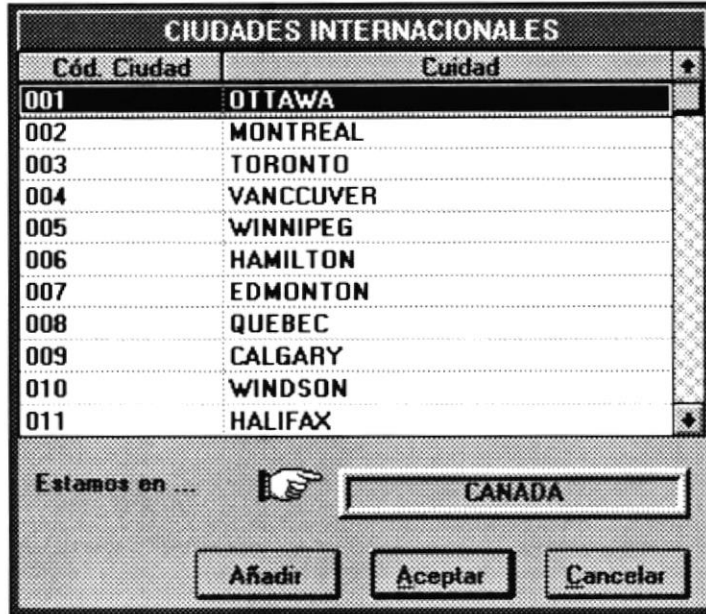 CIUDADES INTERNACIONALES
Cód. Ciudad Cuidad
001 OTTAWA
002 MONTREAL
003 TORONTO
004 VANCCUVER
005 WINNIPEG
006 HAMILTON
007 EDMONTON
008 QUEBEC
009 CALGARY
010 WINDSON
011 HALIFAX
Estamos en ... CANADA
Añadir Aceptar Cancelar